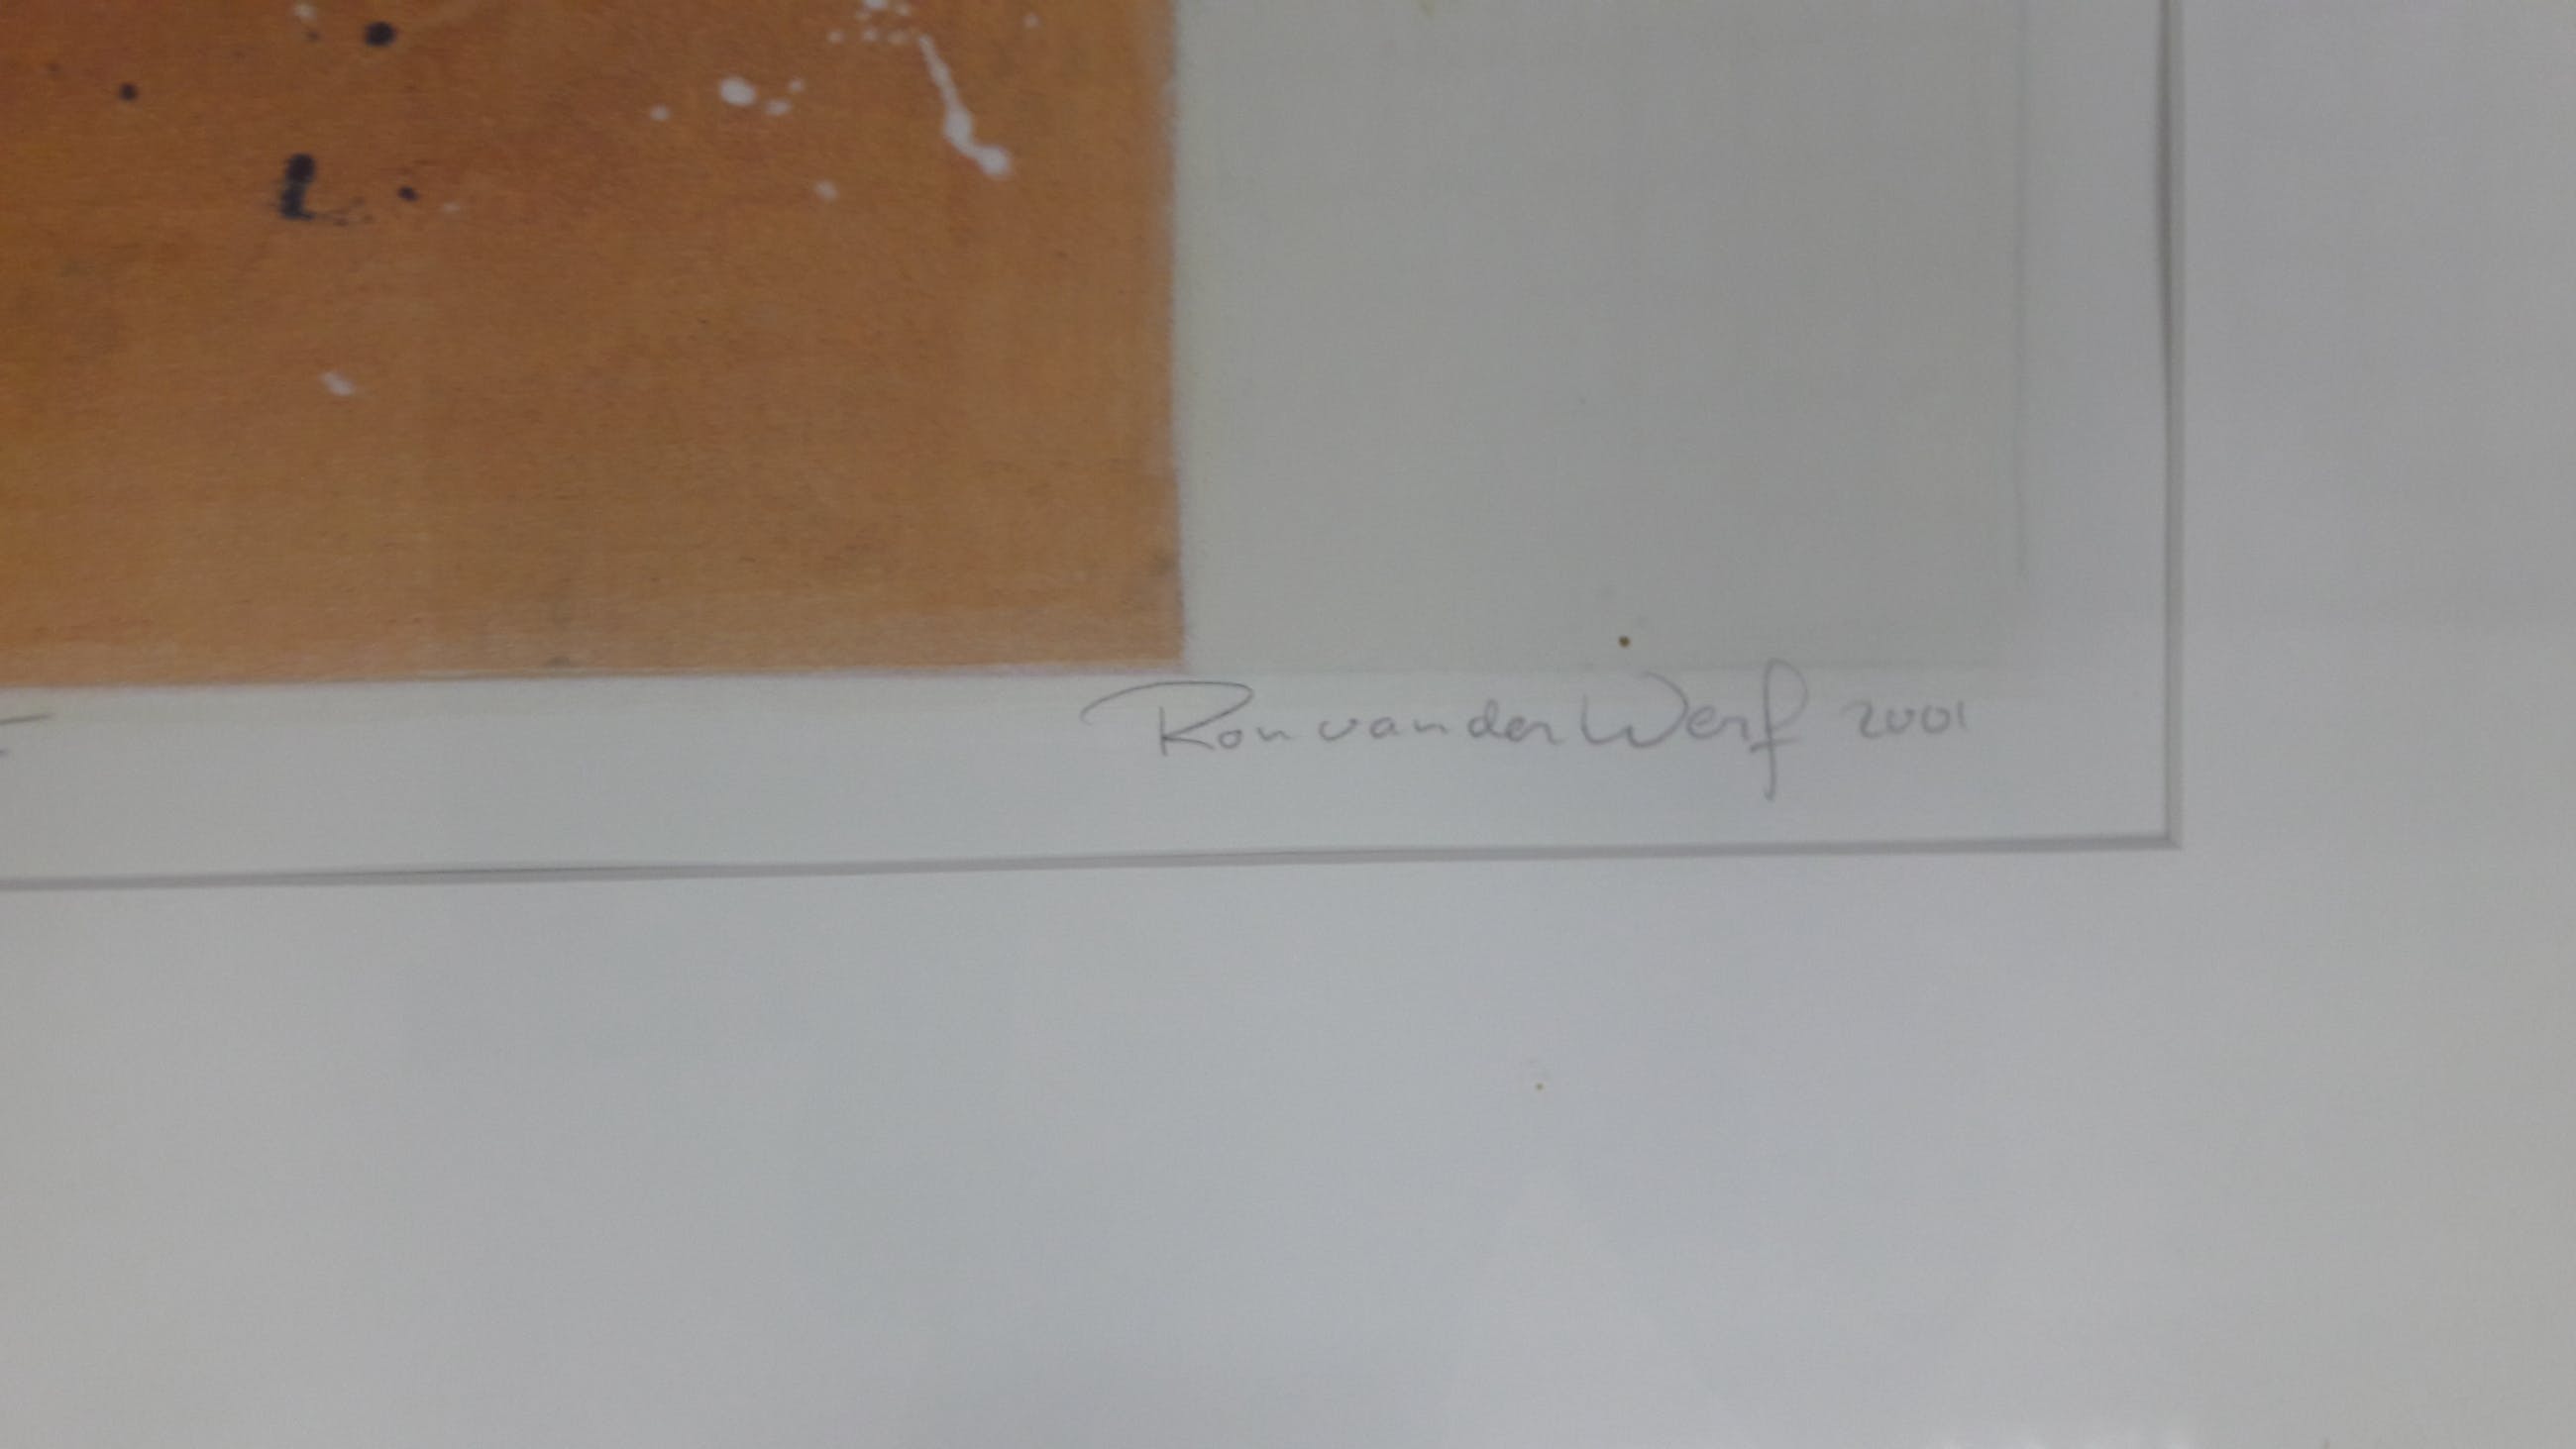 Ron van der Werf 2001